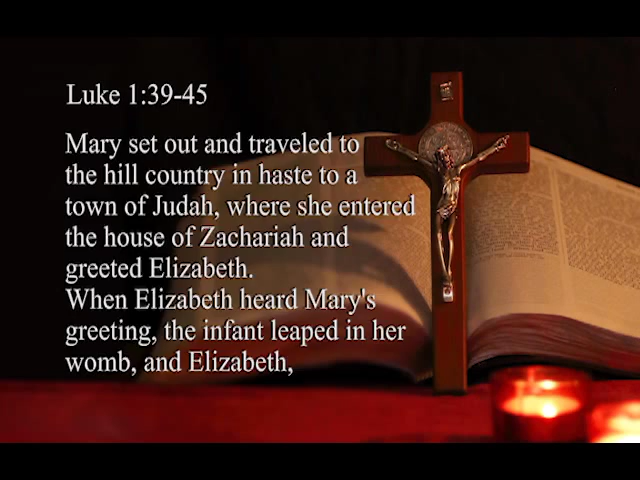 Luke 1:39-45
Mary set out and traveled to
the hill country in haste to a
town of Judah, where she entered
the house of Zachariah and
greeted Elizabeth.
When Elizabeth heard Mary's
greeting, the infant leaped in her
womb, and Elizabeth,